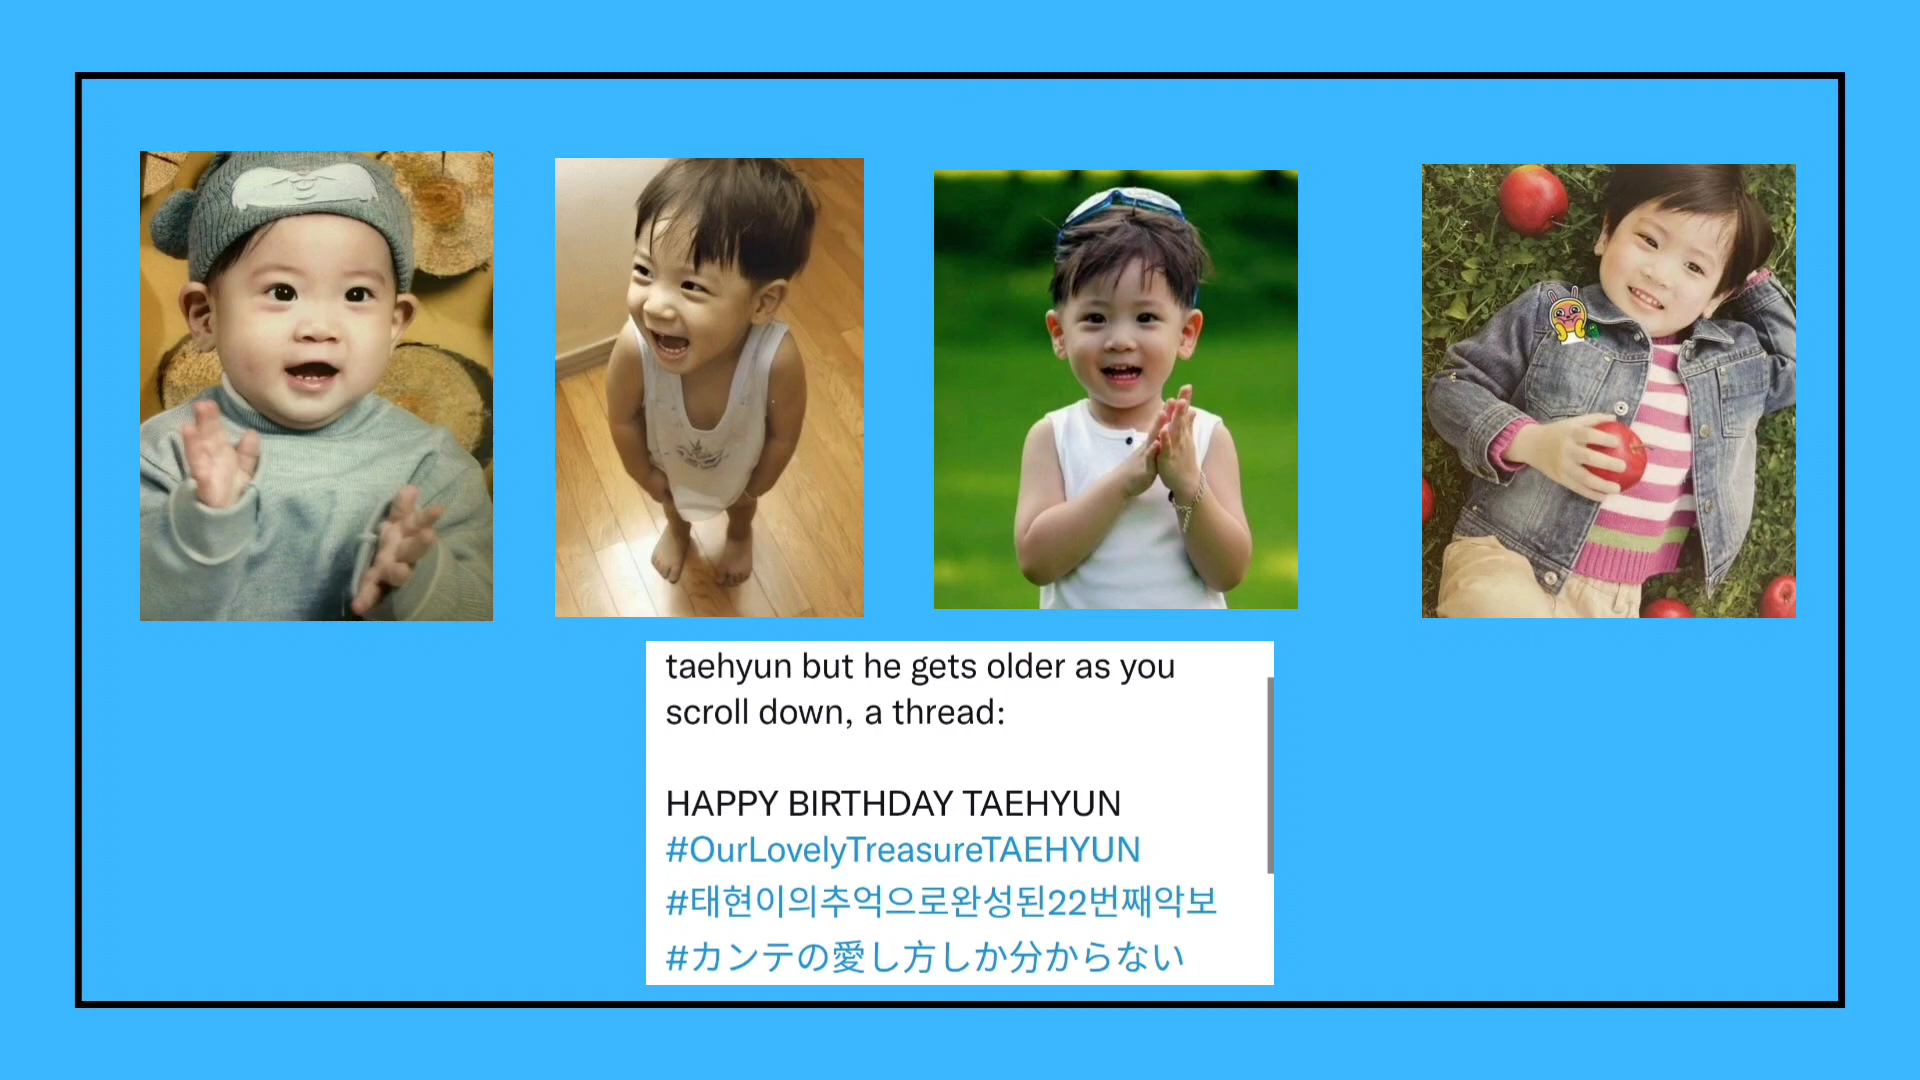 taehyun but he gets older as you
scroll down, a thread:
HAPPY BIRTHDAY TAEHYUN
#OurLovelyTreasureTAEHYUN
#태현이의추억으로완성된22번째악보
#カンテの愛し方しか分からない